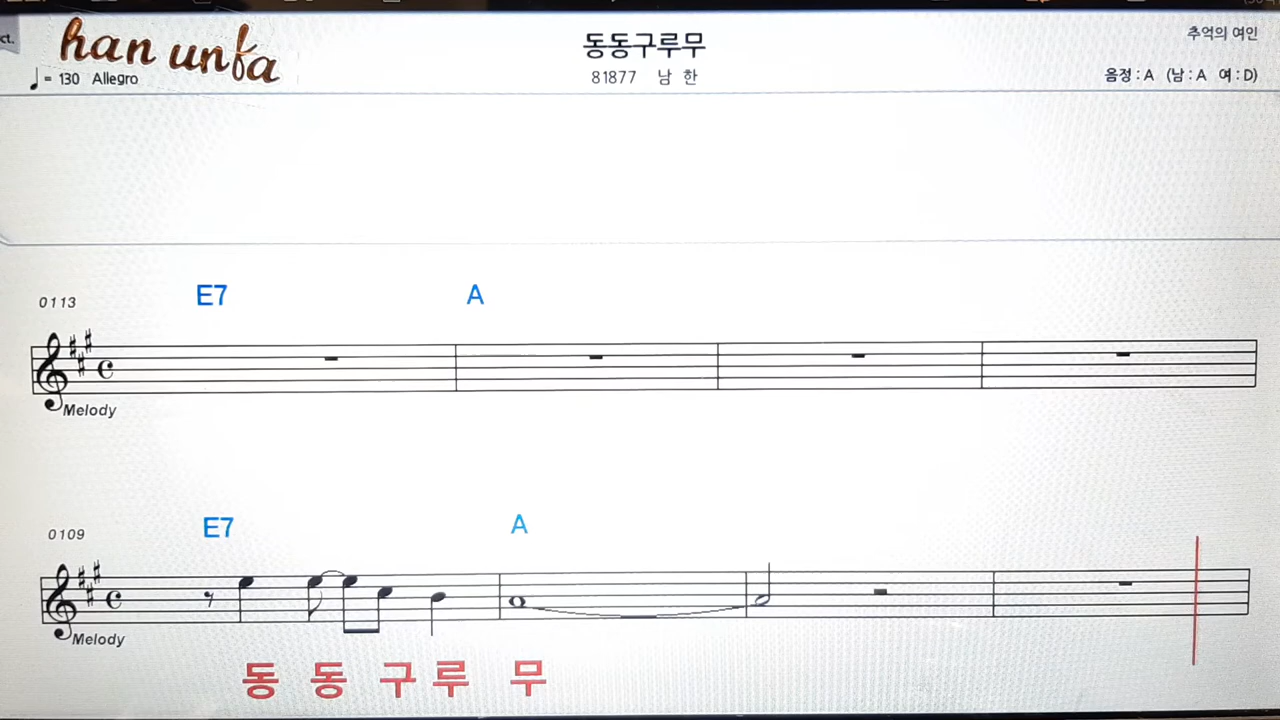 ct.
han unfa
동동구루무
추억의 여인
♩= 130 Allegro
81877 남 한
음정 : A (남 : A 여 : D)
0113
E7 A
Melody
0109
E7 A
Melody
동 동 구 루 무